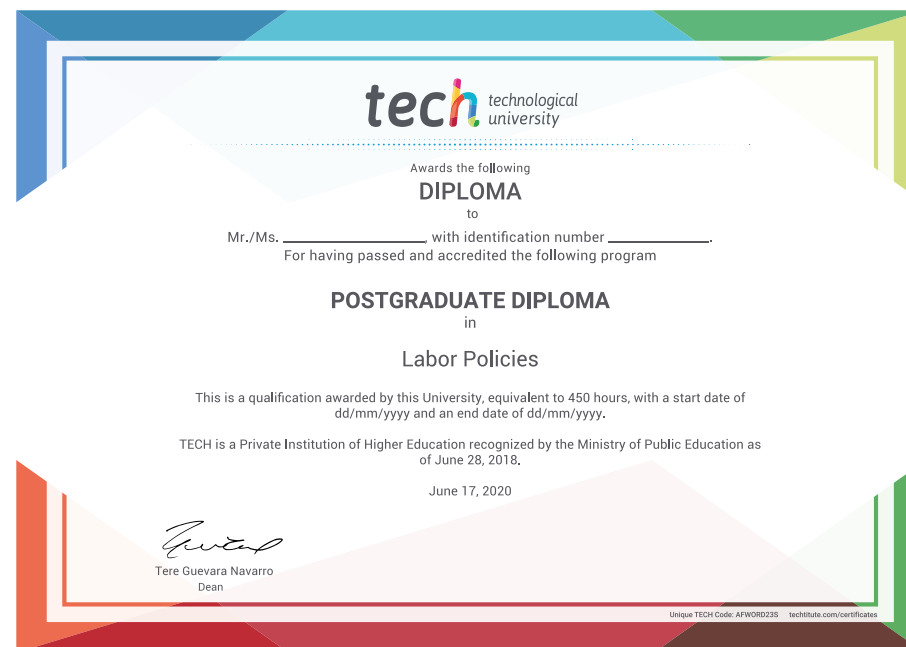 tech technological
university
Awards the following
DIPLOMA
to
Mr./Ms. ____________________, with identification number ______________.
For having passed and accredited the following program
POSTGRADUATE DIPLOMA
in
Labor Policies
This is a qualification awarded by this University, equivalent to 450 hours, with a start date of
dd/mm/yyyy and an end date of dd/mm/yyyy.
TECH is a Private Institution of Higher Education recognized by the Ministry of Public Education as
of June 28, 2018.
June 17, 2020
Tere Guevara Navarro
Dean
Unique TECH Code: AFWORD23S techtitute.com/certificates